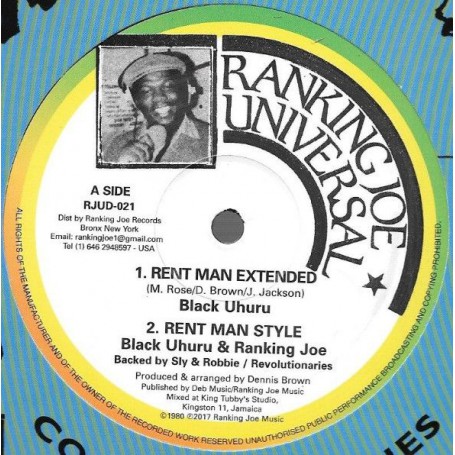 RANKING JOE
UNIVERSAL
A SIDE
RJUD-021
Dist by Ranking Joe Records
Bronx New York
Email: rankingjoe1@gmail.com
Tel (1) 646 2948597 - USA
1. RENT MAN EXTENDED
(M. Rose/D. Brown/J. Jackson)
Black Uhuru
2. RENT MAN STYLE
Black Uhuru & Ranking Joe
Backed by Sly & Robbie / Revolutionaries
Produced & arranged by Dennis Brown
Published by Deb Music/Ranking Joe Music
Mixed at King Tubby's Studio,
Kingston 11, Jamaica
©1980 ℗2017 Ranking Joe Music
ALL RIGHTS OF THE MANUFACTURER AND OF THE OWNER OF THE RECORDED WORK RESERVED UNAUTHORISED PUBLIC PERFORMANCE BROADCASTING AND COPYING PROHIBITED.